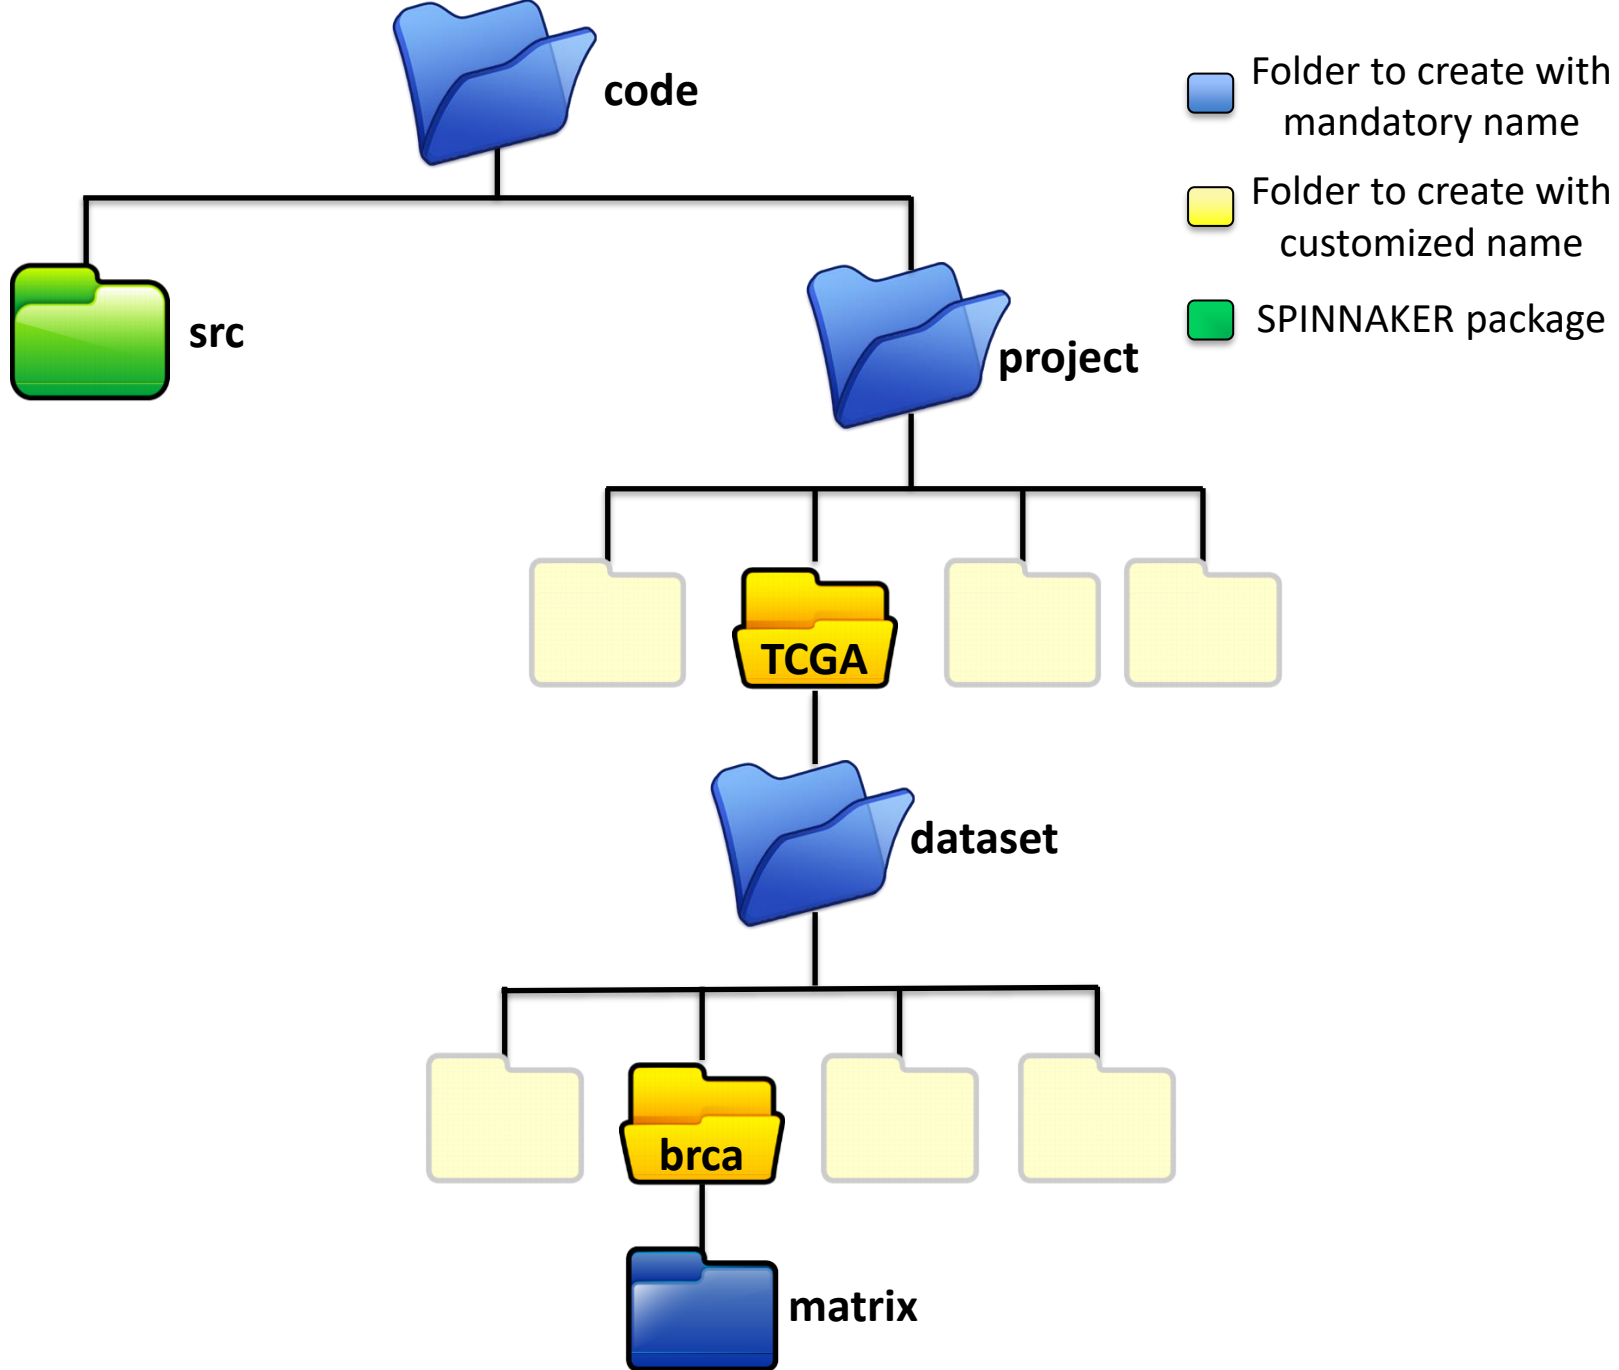 code
Folder to create with
mandatory name
Folder to create with
customized name
SPINNAKER package
src
project
TCGA
dataset
brca
matrix